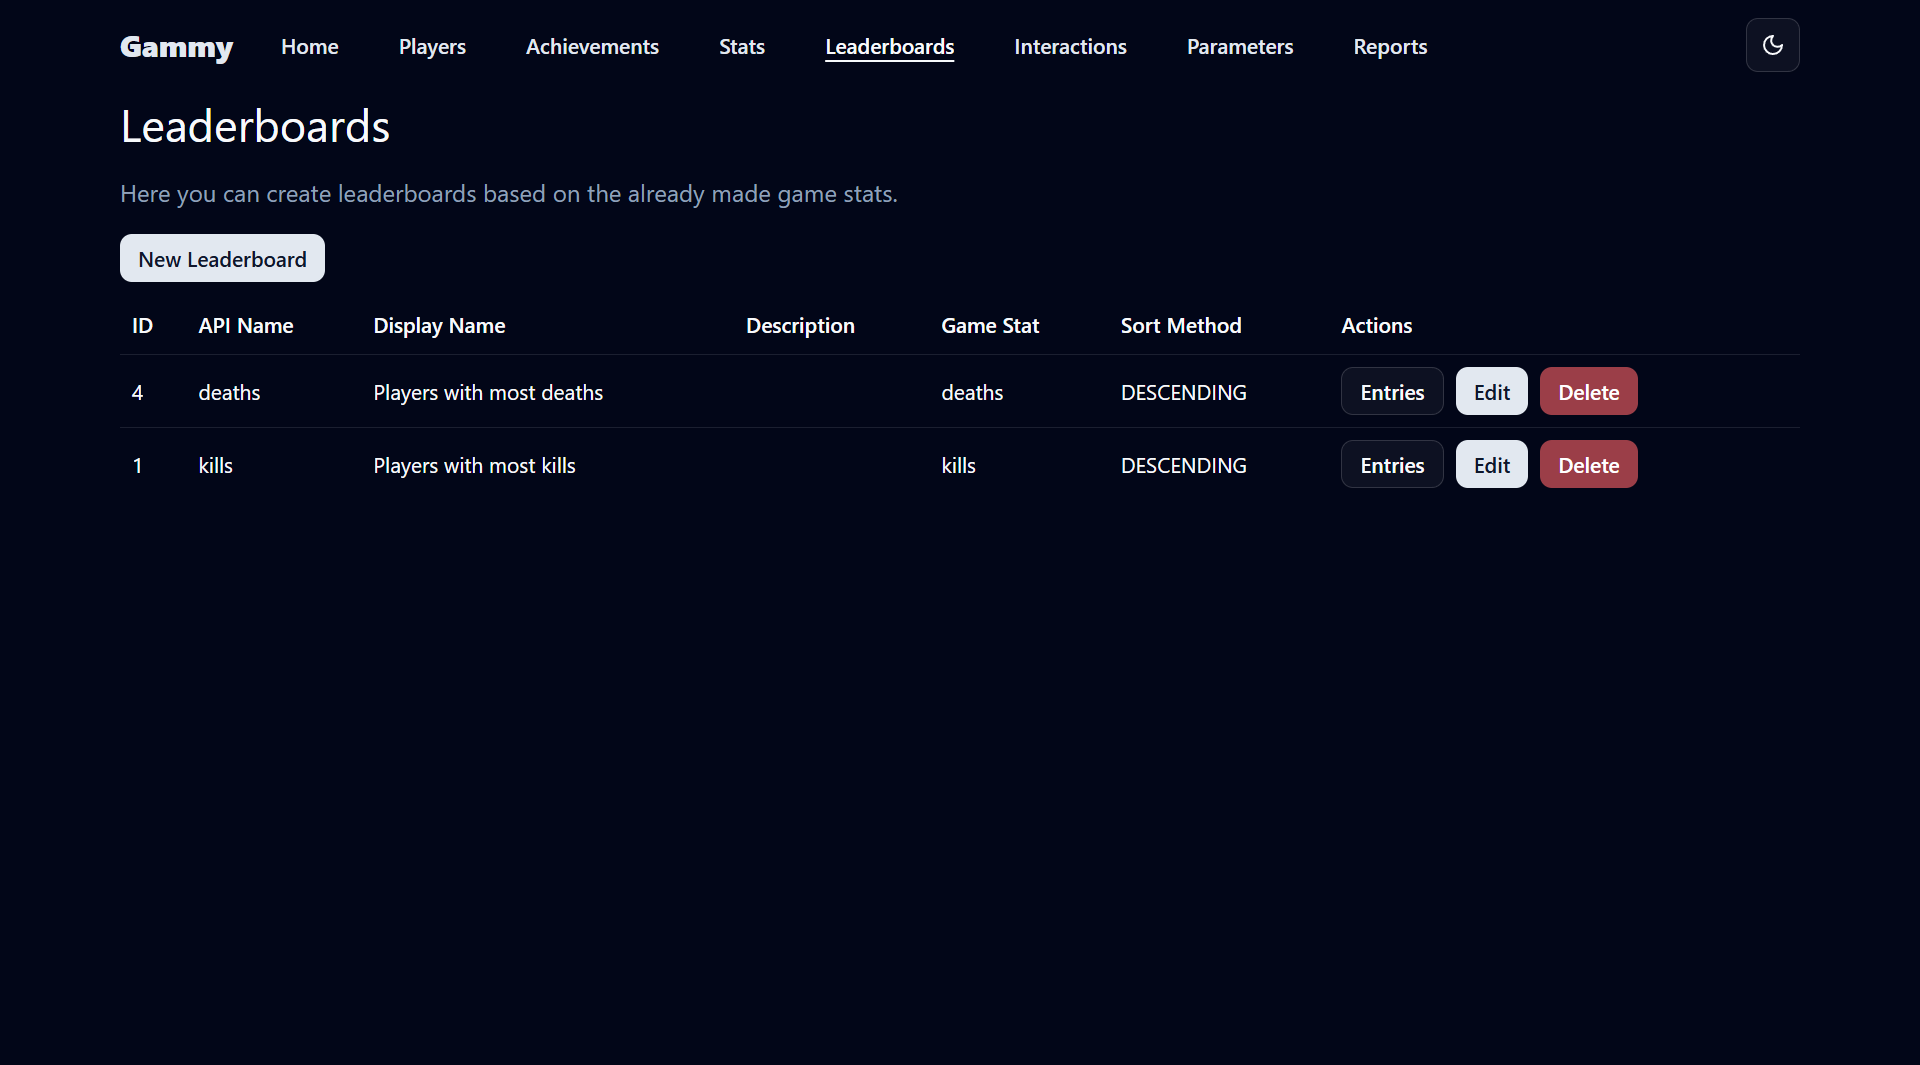 Gammy Home Players Achievements Stats Leaderboards Interactions Parameters Reports
Leaderboards
Here you can create leaderboards based on the already made game stats.
New Leaderboard
ID API Name Display Name Description Game Stat Sort Method Actions
4 deaths Players with most deaths deaths DESCENDING Entries Edit Delete
1 kills Players with most kills kills DESCENDING Entries Edit Delete